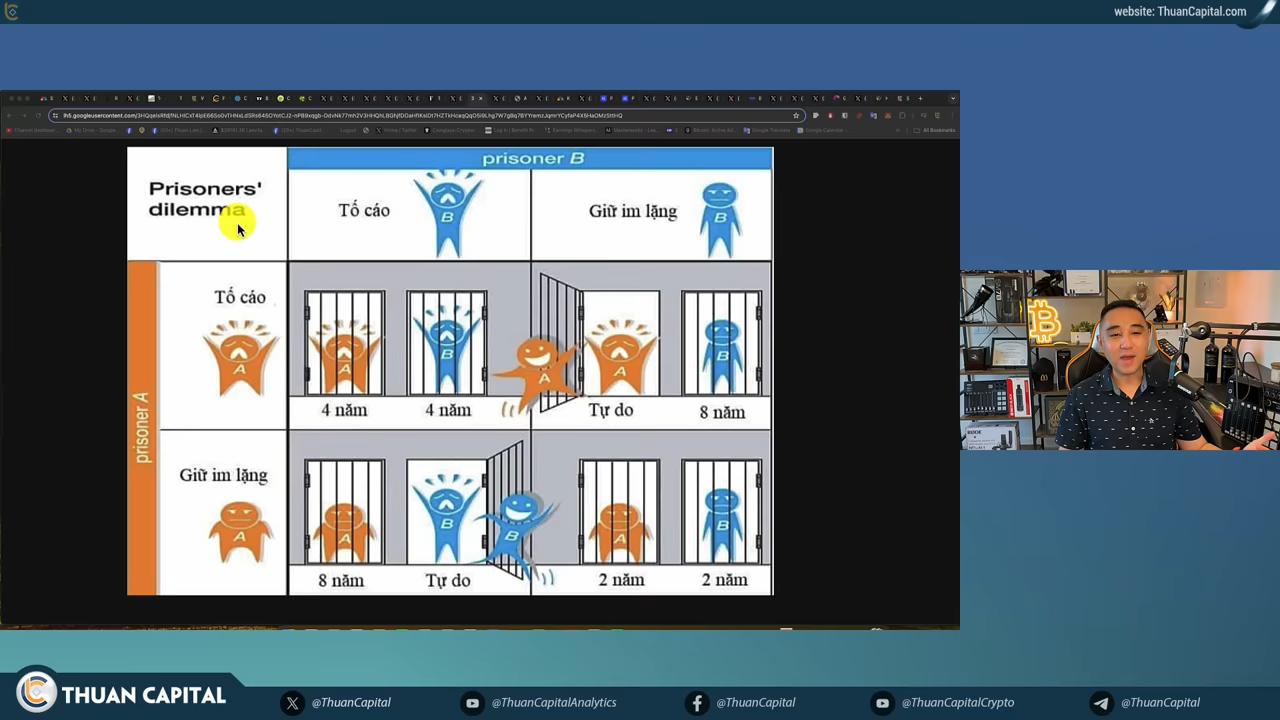 website: ThuanCapital.com
prisoner B
Prisoners'
dilemma
Tố cáo
B
Giữ im lặng
B
prisoner A
Tố cáo
A
A
B
A
A
B
4 năm
4 năm
Tự do
8 năm
Giữ im lặng
A
A
B
B
A
B
8 năm
Tự do
2 năm
2 năm
THUAN CAPITAL
@ThuanCapital
@ThuanCapitalAnalytics
@ThuanCapital
@ThuanCapitalCrypto
@ThuanCapital